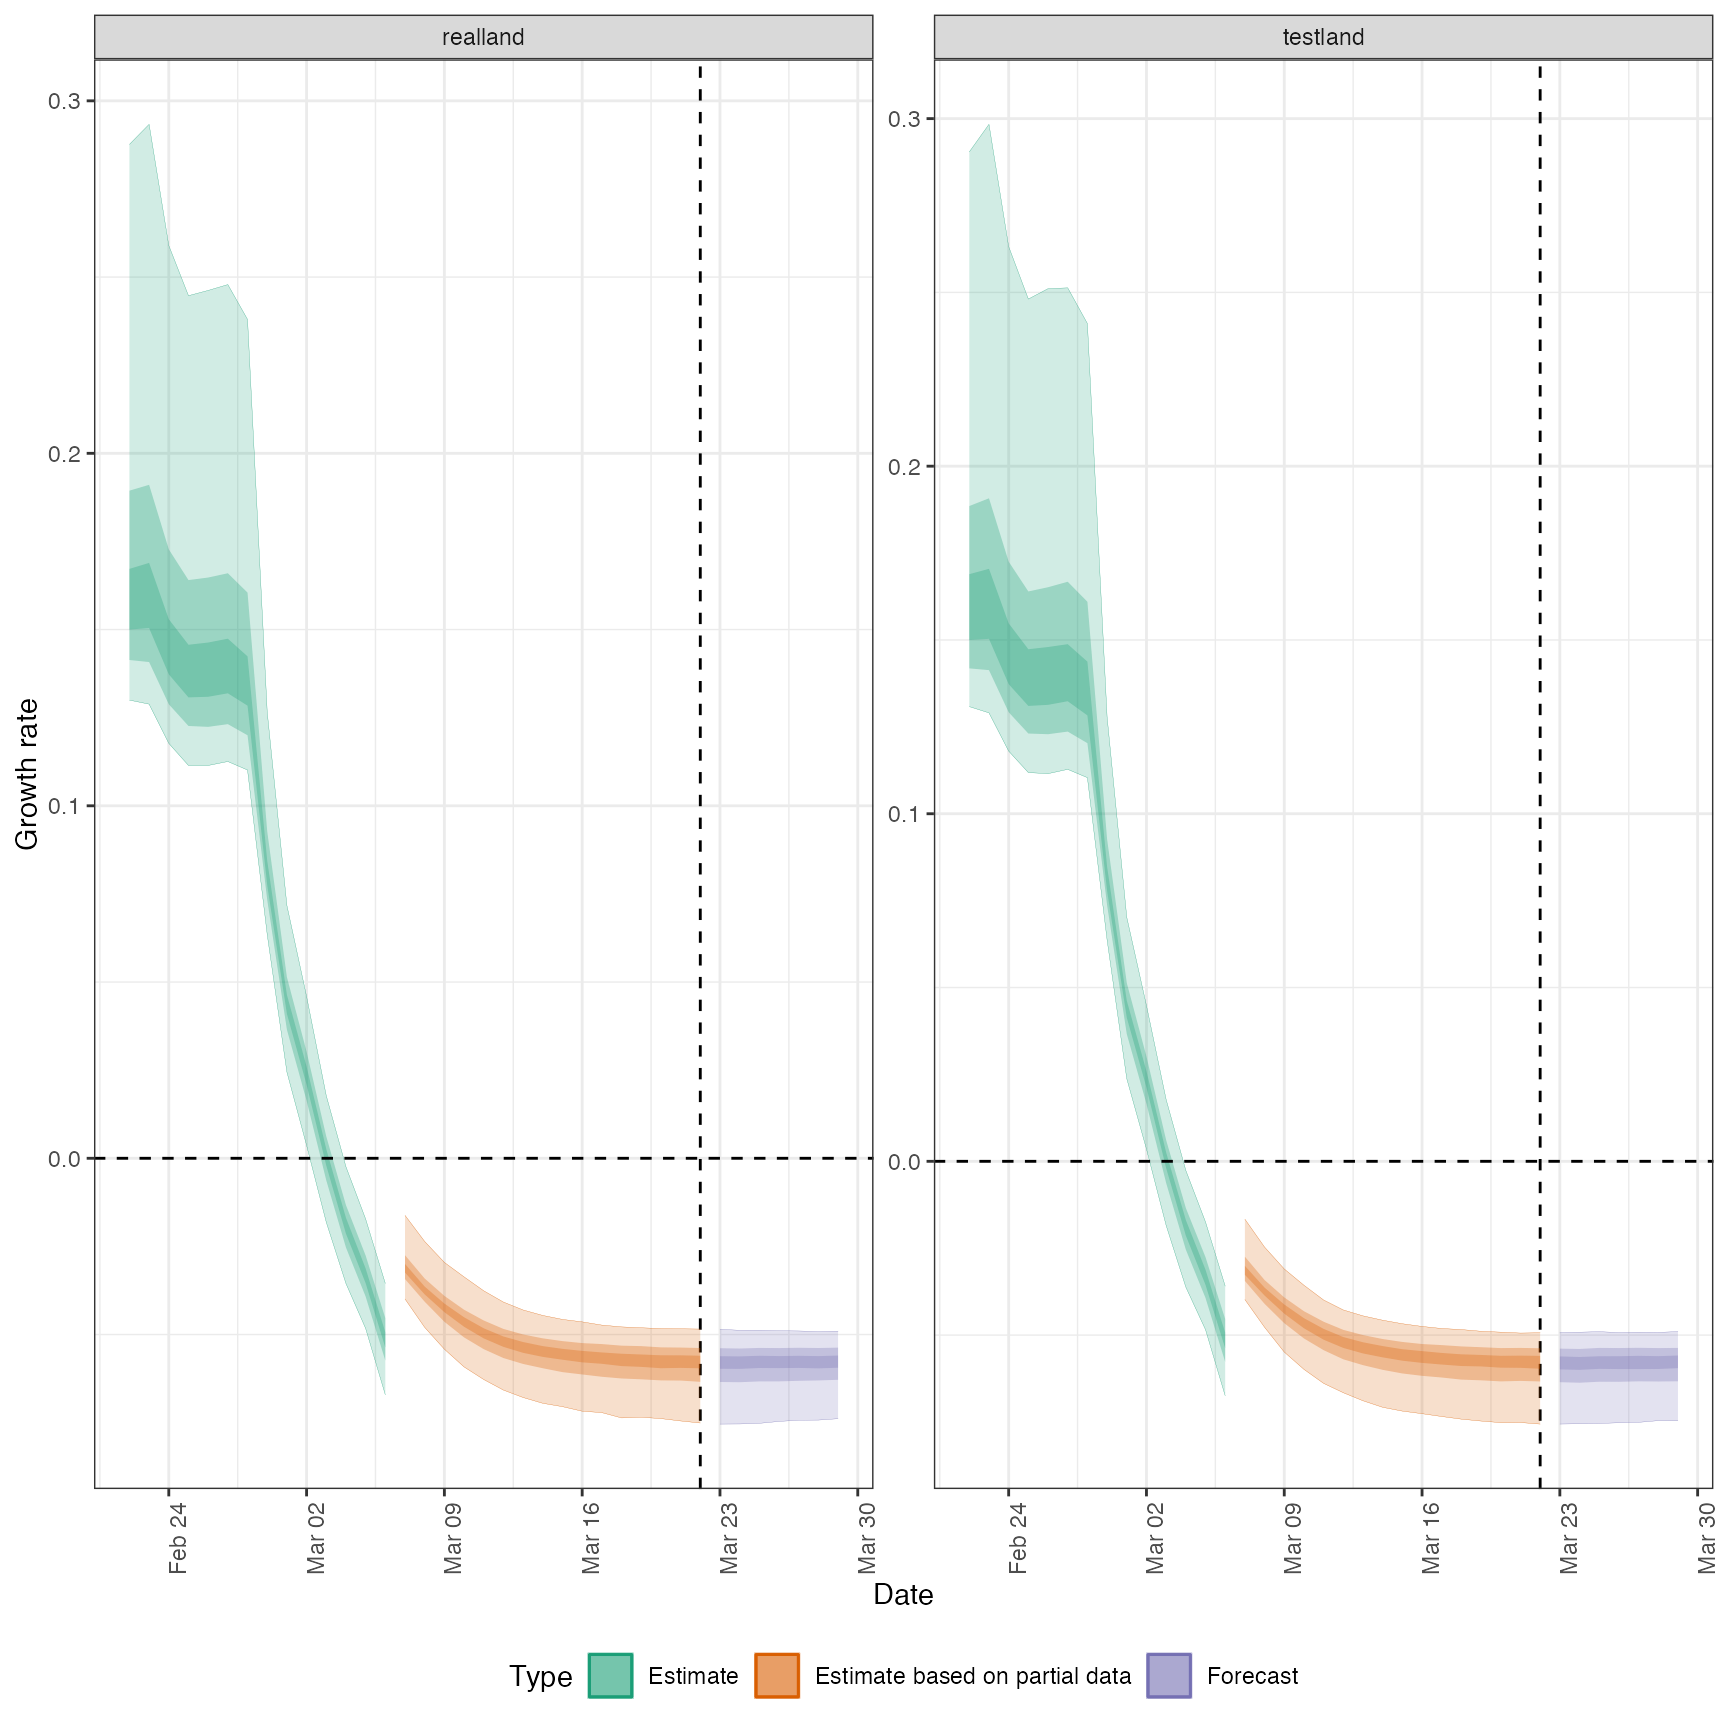 realland
testland
Growth rate
0.3
0.2
0.1
0.0
0.3
0.2
0.1
0.0
Feb 24
Mar 02
Mar 09
Mar 16
Mar 23
Mar 30
Feb 24
Mar 02
Mar 09
Mar 16
Mar 23
Mar 30
Date
Type Estimate Estimate based on partial data Forecast